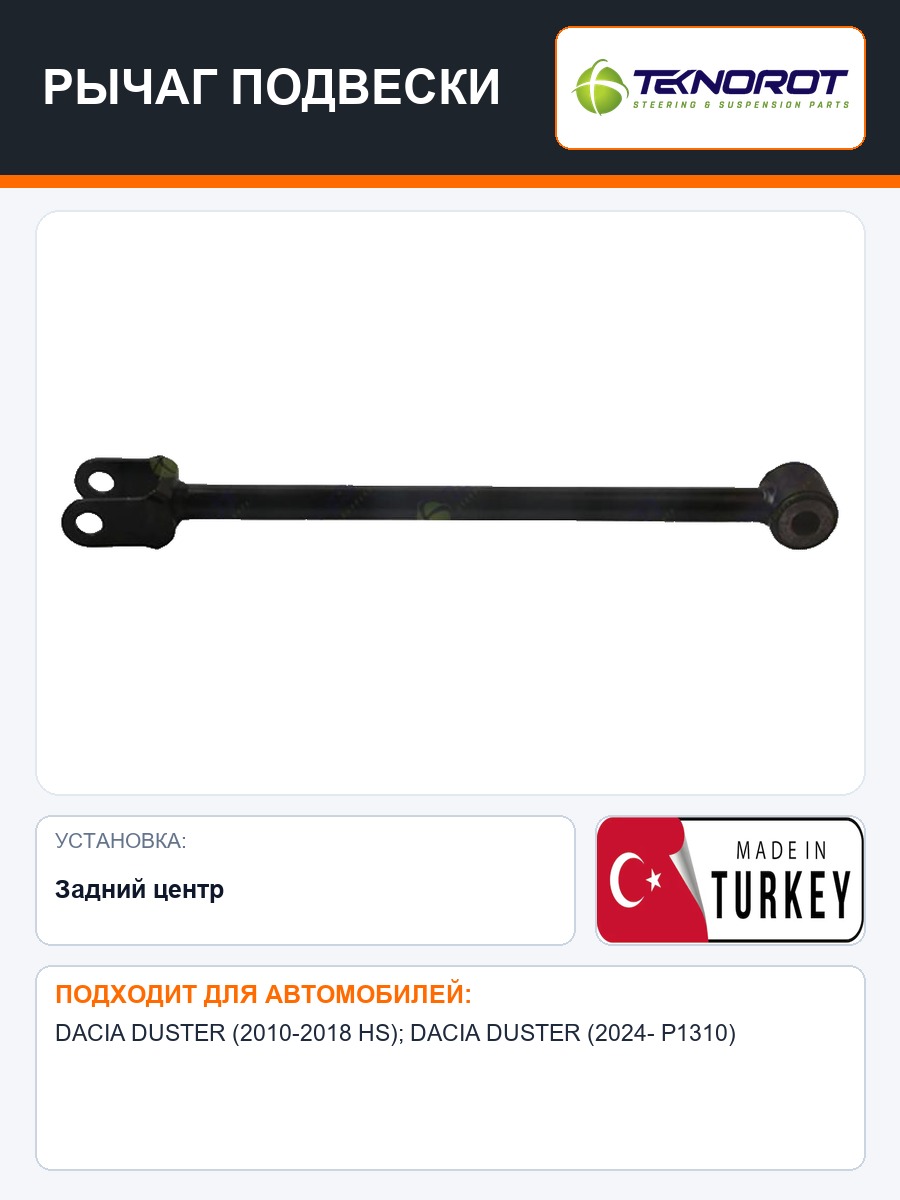 РЫЧАГ ПОДВЕСКИ
TEKNOROT
STEERING & SUSPENSION PARTS
УСТАНОВКА:
Задний центр
MADE IN
TURKEY
ПОДХОДИТ ДЛЯ АВТОМОБИЛЕЙ:
DACIA DUSTER (2010-2018 HS); DACIA DUSTER (2024- P1310)